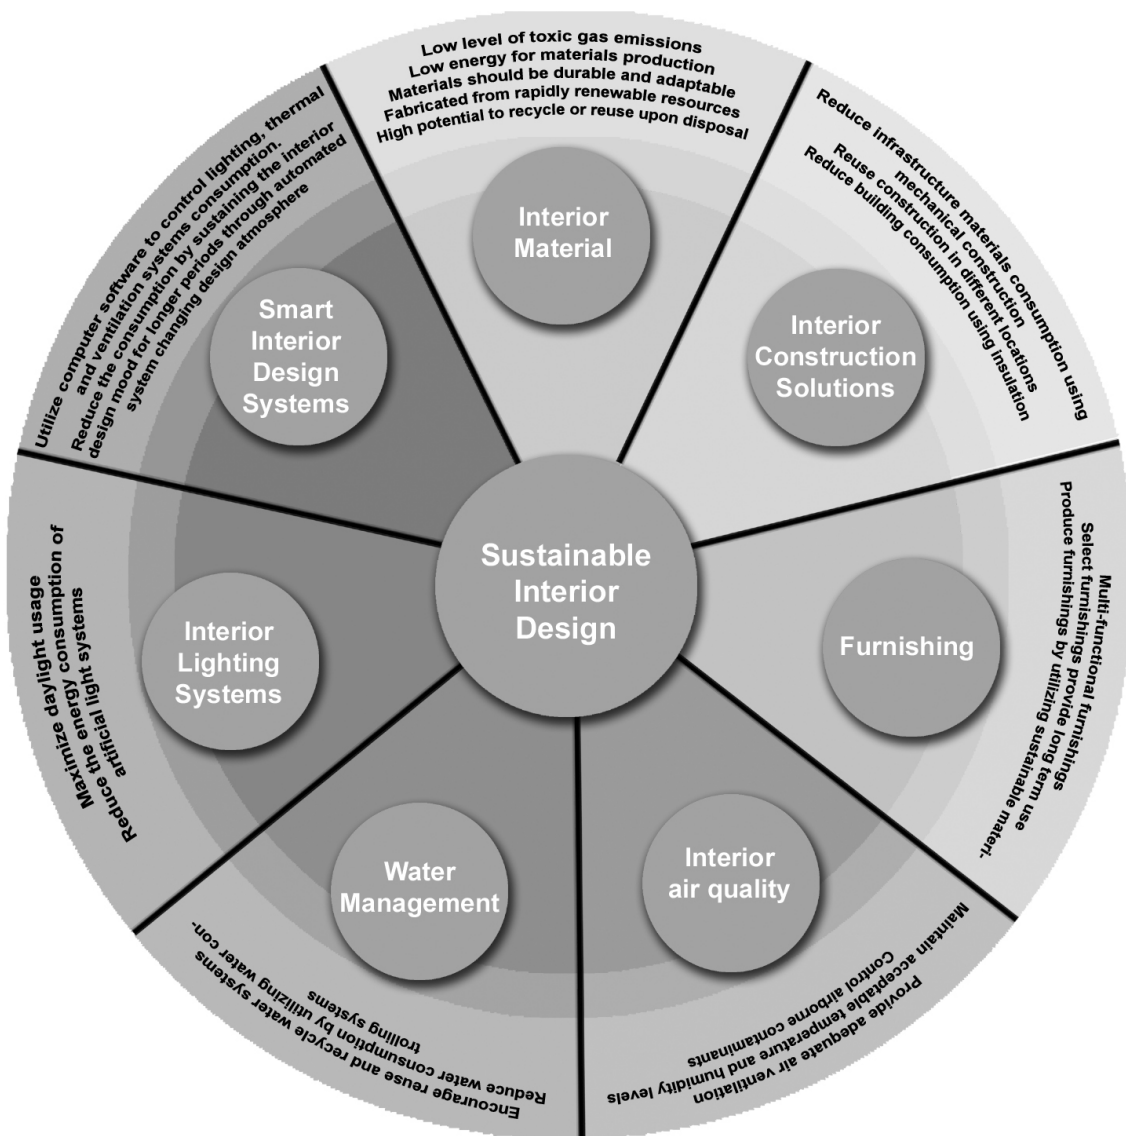 Low level of toxic gas emissions
Low energy for materials production
Materials should be durable and adaptable
Fabricated from rapidly renewable resources
High potential to recycle or reuse upon disposal
Interior
Material
Reduce infrastructure materials consumption using
mechanical construction
Reuse construction in different locations
Reduce building consumption using insulation
Interior
Construction
Solutions
Multi-functional furnishings
Select furnishings provide long term use
Produce furnishings by utilizing sustainable materi-
Furnishing
Provide adequate air ventilation
Maintain acceptable temperature and humidity levels
Control airborne contaminants
Interior
air quality
Encourage reuse and recycle water systems
Reduce water consumption by utilizing water con-
trolling systems
Water
Management
Maximize daylight usage
Reduce the energy consumption of
artificial light systems
Interior
Lighting
Systems
Utilize computer software to control lighting, thermal
and ventilation systems consumption.
Reduce the consumption by sustaining the interior
design mood for longer periods through automated
system changing design atmosphere
Smart
Interior
Design
Systems
Sustainable
Interior
Design